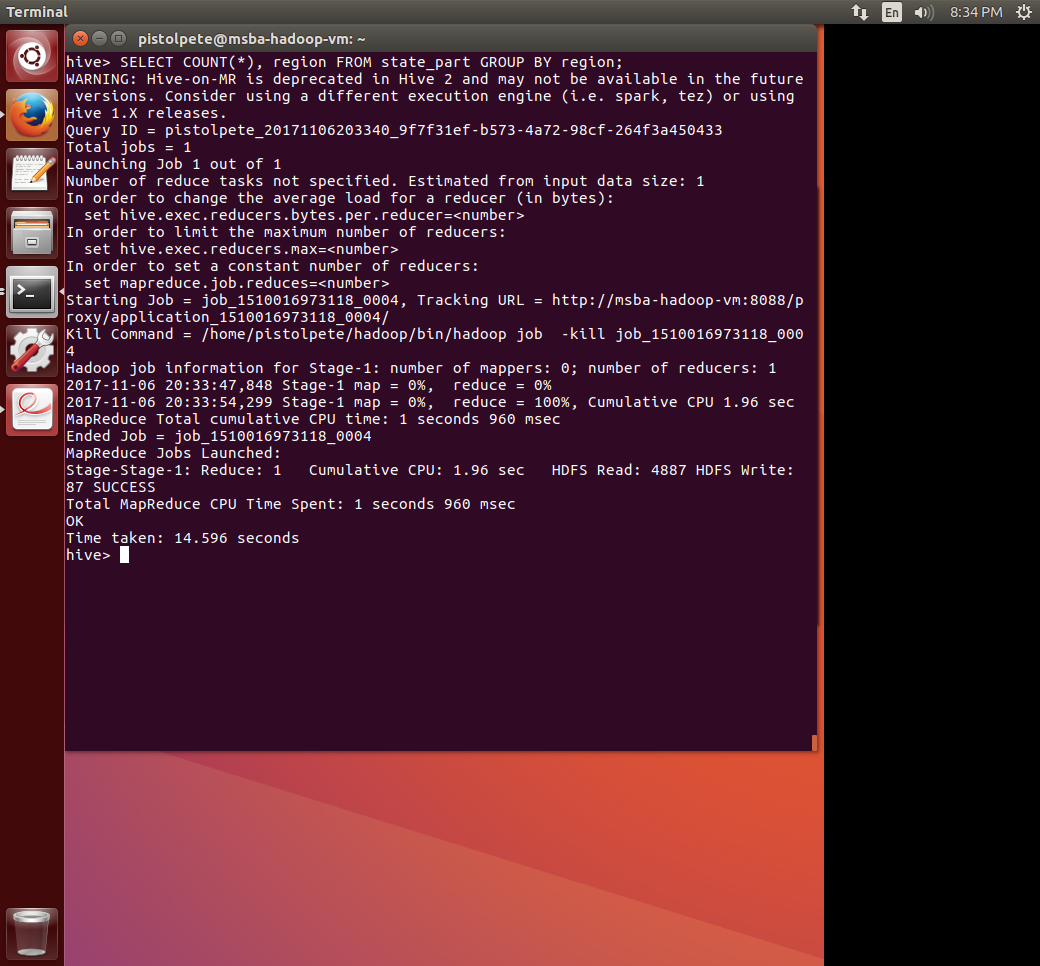 Terminal
En
8:34 PM
pistolpete@msba-hadoop-vm: ~
hive> SELECT COUNT(*), region FROM state_part GROUP BY region;
WARNING: Hive-on-MR is deprecated in Hive 2 and may not be available in the future
 versions. Consider using a different execution engine (i.e. spark, tez) or using
Hive 1.X releases.
Query ID = pistolpete_20171106203340_9f7f31ef-b573-4a72-98cf-264f3a450433
Total jobs = 1
Launching Job 1 out of 1
Number of reduce tasks not specified. Estimated from input data size: 1
In order to change the average load for a reducer (in bytes):
  set hive.exec.reducers.bytes.per.reducer=<number>
In order to limit the maximum number of reducers:
  set hive.exec.reducers.max=<number>
In order to set a constant number of reducers:
  set mapreduce.job.reduces=<number>
Starting Job = job_1510016973118_0004, Tracking URL = http://msba-hadoop-vm:8088/p
roxy/application_1510016973118_0004/
Kill Command = /home/pistolpete/hadoop/bin/hadoop job  -kill job_1510016973118_000
4
Hadoop job information for Stage-1: number of mappers: 0; number of reducers: 1
2017-11-06 20:33:47,848 Stage-1 map = 0%,  reduce = 0%
2017-11-06 20:33:54,299 Stage-1 map = 0%,  reduce = 100%, Cumulative CPU 1.96 sec
MapReduce Total cumulative CPU time: 1 seconds 960 msec
Ended Job = job_1510016973118_0004
MapReduce Jobs Launched:
Stage-Stage-1: Reduce: 1   Cumulative CPU: 1.96 sec   HDFS Read: 4887 HDFS Write:
87 SUCCESS
Total MapReduce CPU Time Spent: 1 seconds 960 msec
OK
Time taken: 14.596 seconds
hive>